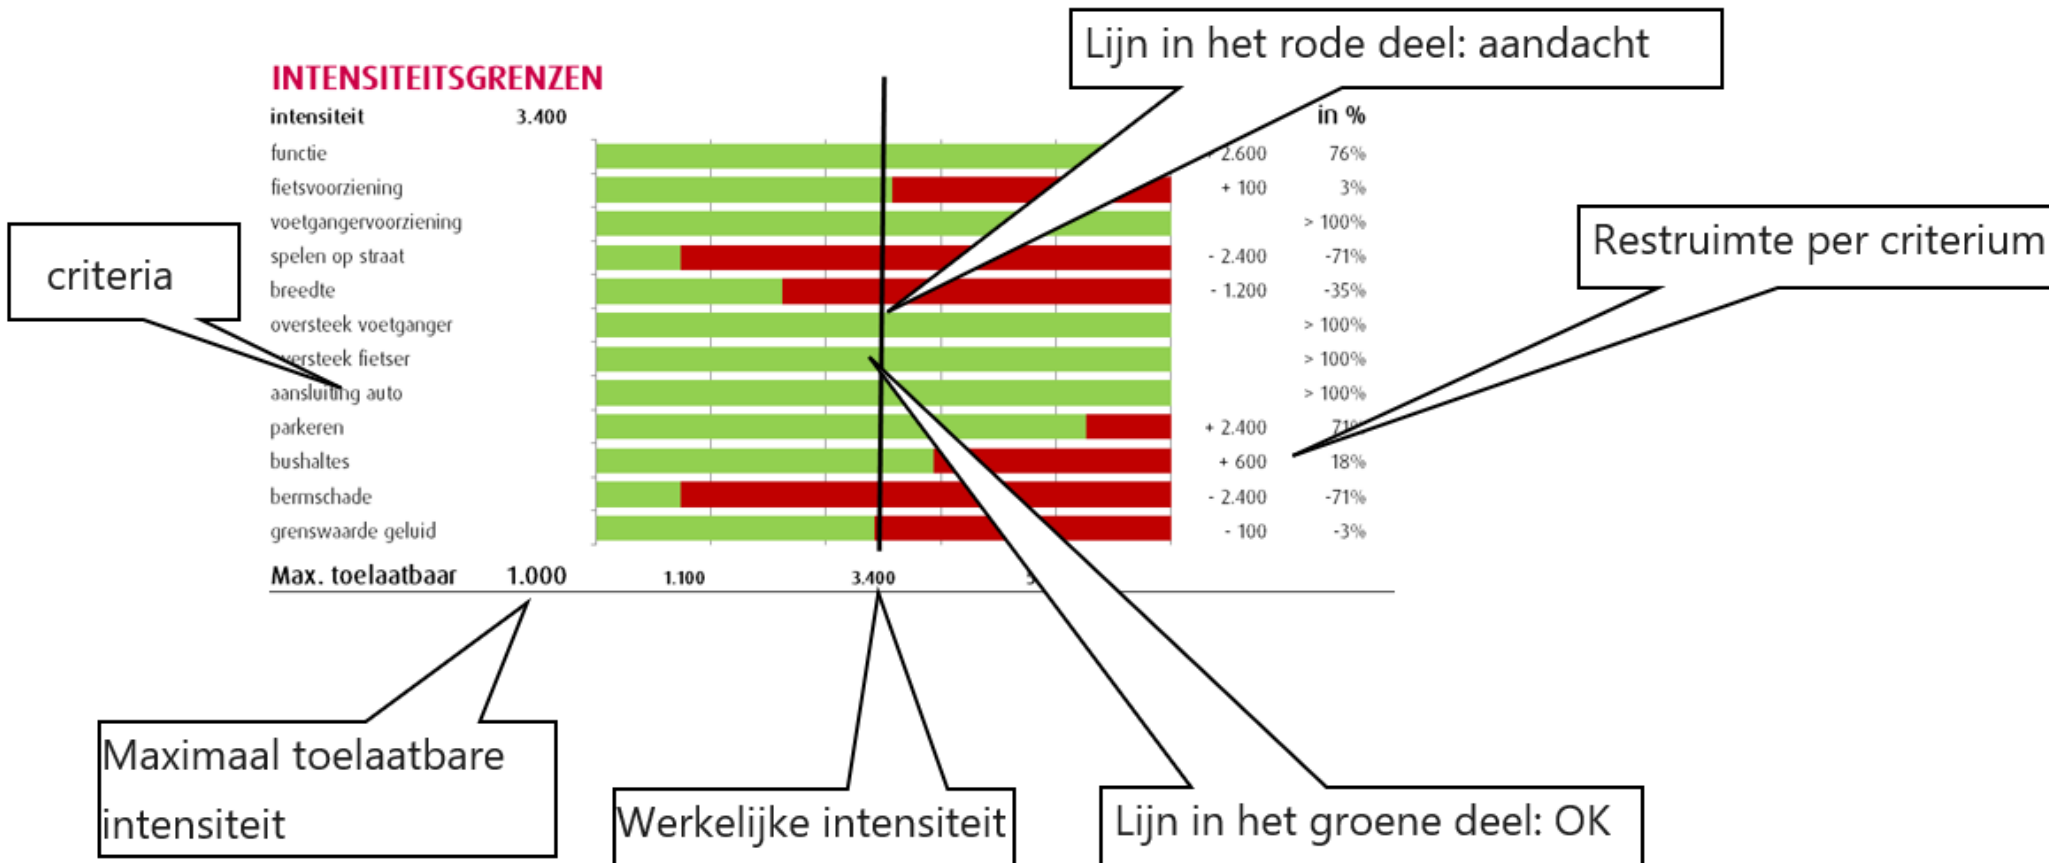 Lijn in het rode deel: aandacht
INTENSITEITSGRENZEN
intensiteit 3.400 in %
functie 2.600 76%
fietsvoorziening + 100 3%
voetgangervoorziening > 100%
spelen op straat - 2.400 -71%
breedte - 1.200 -35%
oversteek voetganger > 100%
oversteek fietser > 100%
aansluiting auto > 100%
parkeren + 2.400 71%
bushaltes + 600 18%
bermschade - 2.400 -71%
grenswaarde geluid - 100 -3%
Max. toelaatbaar 1.000 1.100 3.400
criteria
Restruimte per criterium
Maximaal toelaatbare
intensiteit
Werkelijke intensiteit
Lijn in het groene deel: OK